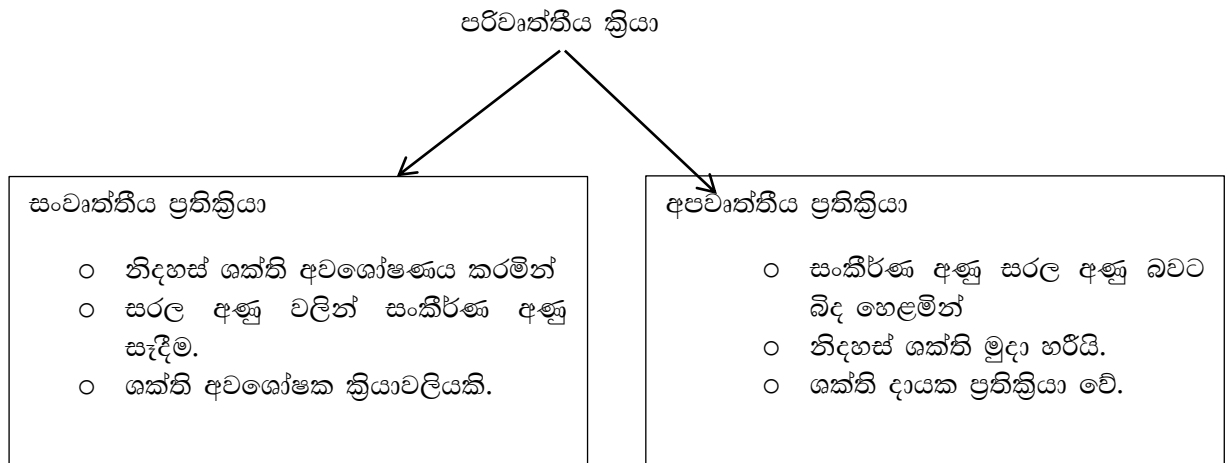 පරිවෘත්තීය ක්‍රියා
සංවෘත්තීය ප්‍රතික්‍රියා
o නිදහස් ශක්ති අවශෝෂණය කරමින්
o සරල අණු වලින් සංකීර්ණ අණු
සෑදීම.
o ශක්ති අවශෝෂක ක්‍රියාවලියකි.
අපවෘත්තීය ප්‍රතික්‍රියා
o සංකීර්ණ අණු සරල අණු බවට
බිද හෙළමින්
o නිදහස් ශක්ති මුදා හරීයි.
o ශක්ති දායක ප්‍රතික්‍රියා වේ.